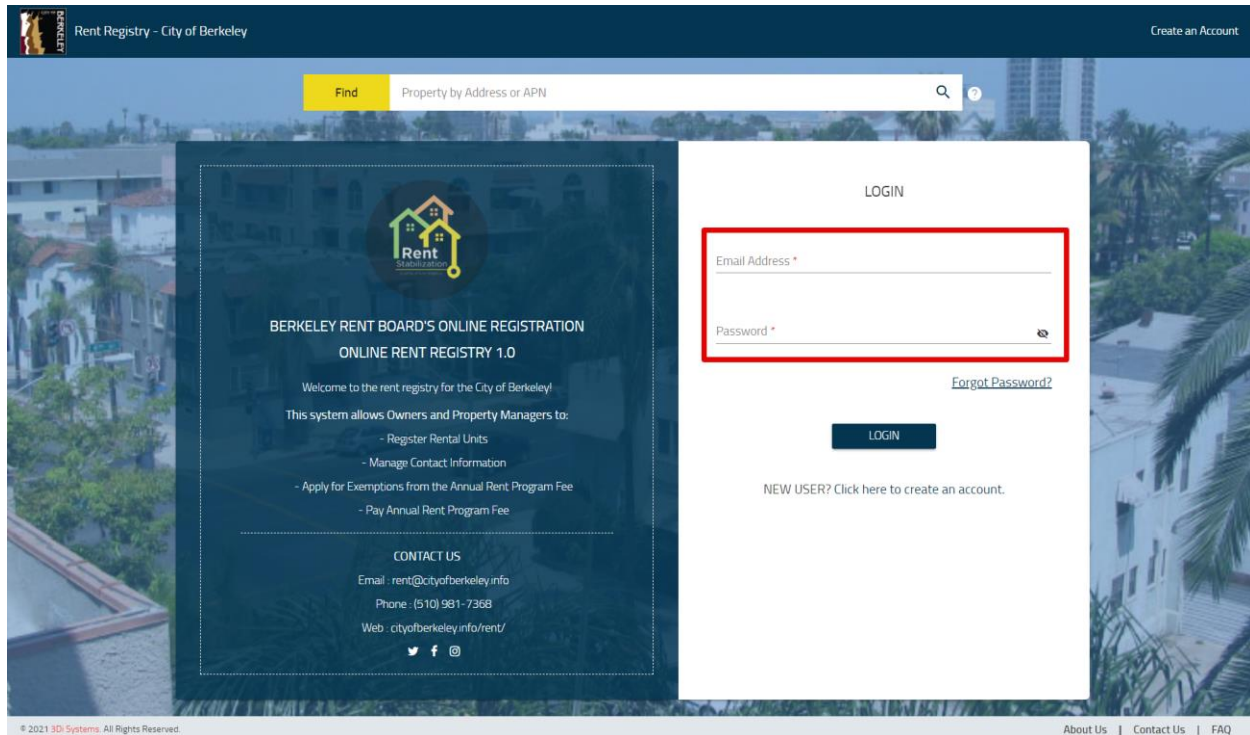 BERKELEY
Rent Registry - City of Berkeley
Create an Account
Find
Property by Address or APN
?
Rent
Stabilization
BERKELEY RENT BOARD'S ONLINE REGISTRATION
ONLINE RENT REGISTRY 1.0
Welcome to the rent registry for the City of Berkeley!
This system allows Owners and Property Managers to:
- Register Rental Units
- Manage Contact Information
- Apply for Exemptions from the Annual Rent Program Fee
- Pay Annual Rent Program Fee
CONTACT US
Email : rent@cityofberkeley.info
Phone : (510) 981-7368
Web : cityofberkeley.info/rent/
LOGIN
Email Address *
Password *
Forgot Password?
LOGIN
NEW USER? Click here to create an account.
© 2021 3Di Systems. All Rights Reserved.
About Us | Contact Us | FAQ